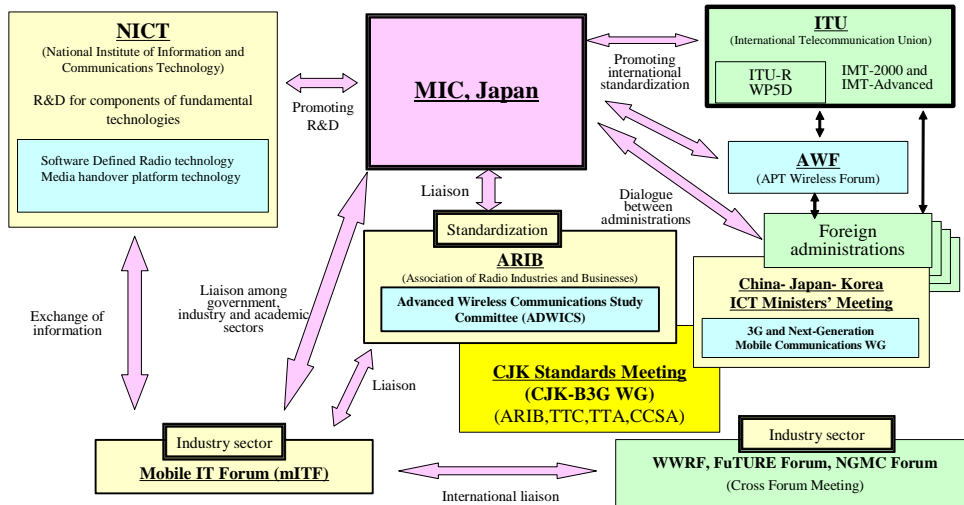 NICT
(National Institute of Information and
Communications Technology)
R&D for components of fundamental
technologies
Software Defined Radio technology
Media handover platform technology
Promoting
R&D
MIC, Japan
Promoting
international
standardization
ITU
(International Telecommunication Union)
ITU-R
WP5D
IMT-2000 and
IMT-Advanced
AWF
(APT Wireless Forum)
Dialogue
between
administrations
Foreign
administrations
China- Japan- Korea
ICT Ministers’ Meeting
3G and Next-Generation
Mobile Communications WG
Liaison
Standardization
ARIB
(Association of Radio Industries and Businesses)
Advanced Wireless Communications Study
Committee (ADWICS)
CJK Standards Meeting
(CJK-B3G WG)
(ARIB,TTC,TTA,CCSA)
Exchange of
information
Liaison among
government,
industry and academic
sectors
Liaison
Industry sector
Mobile IT Forum (mITF)
International liaison
Industry sector
WWRF, FuTURE Forum, NGMC Forum
(Cross Forum Meeting)